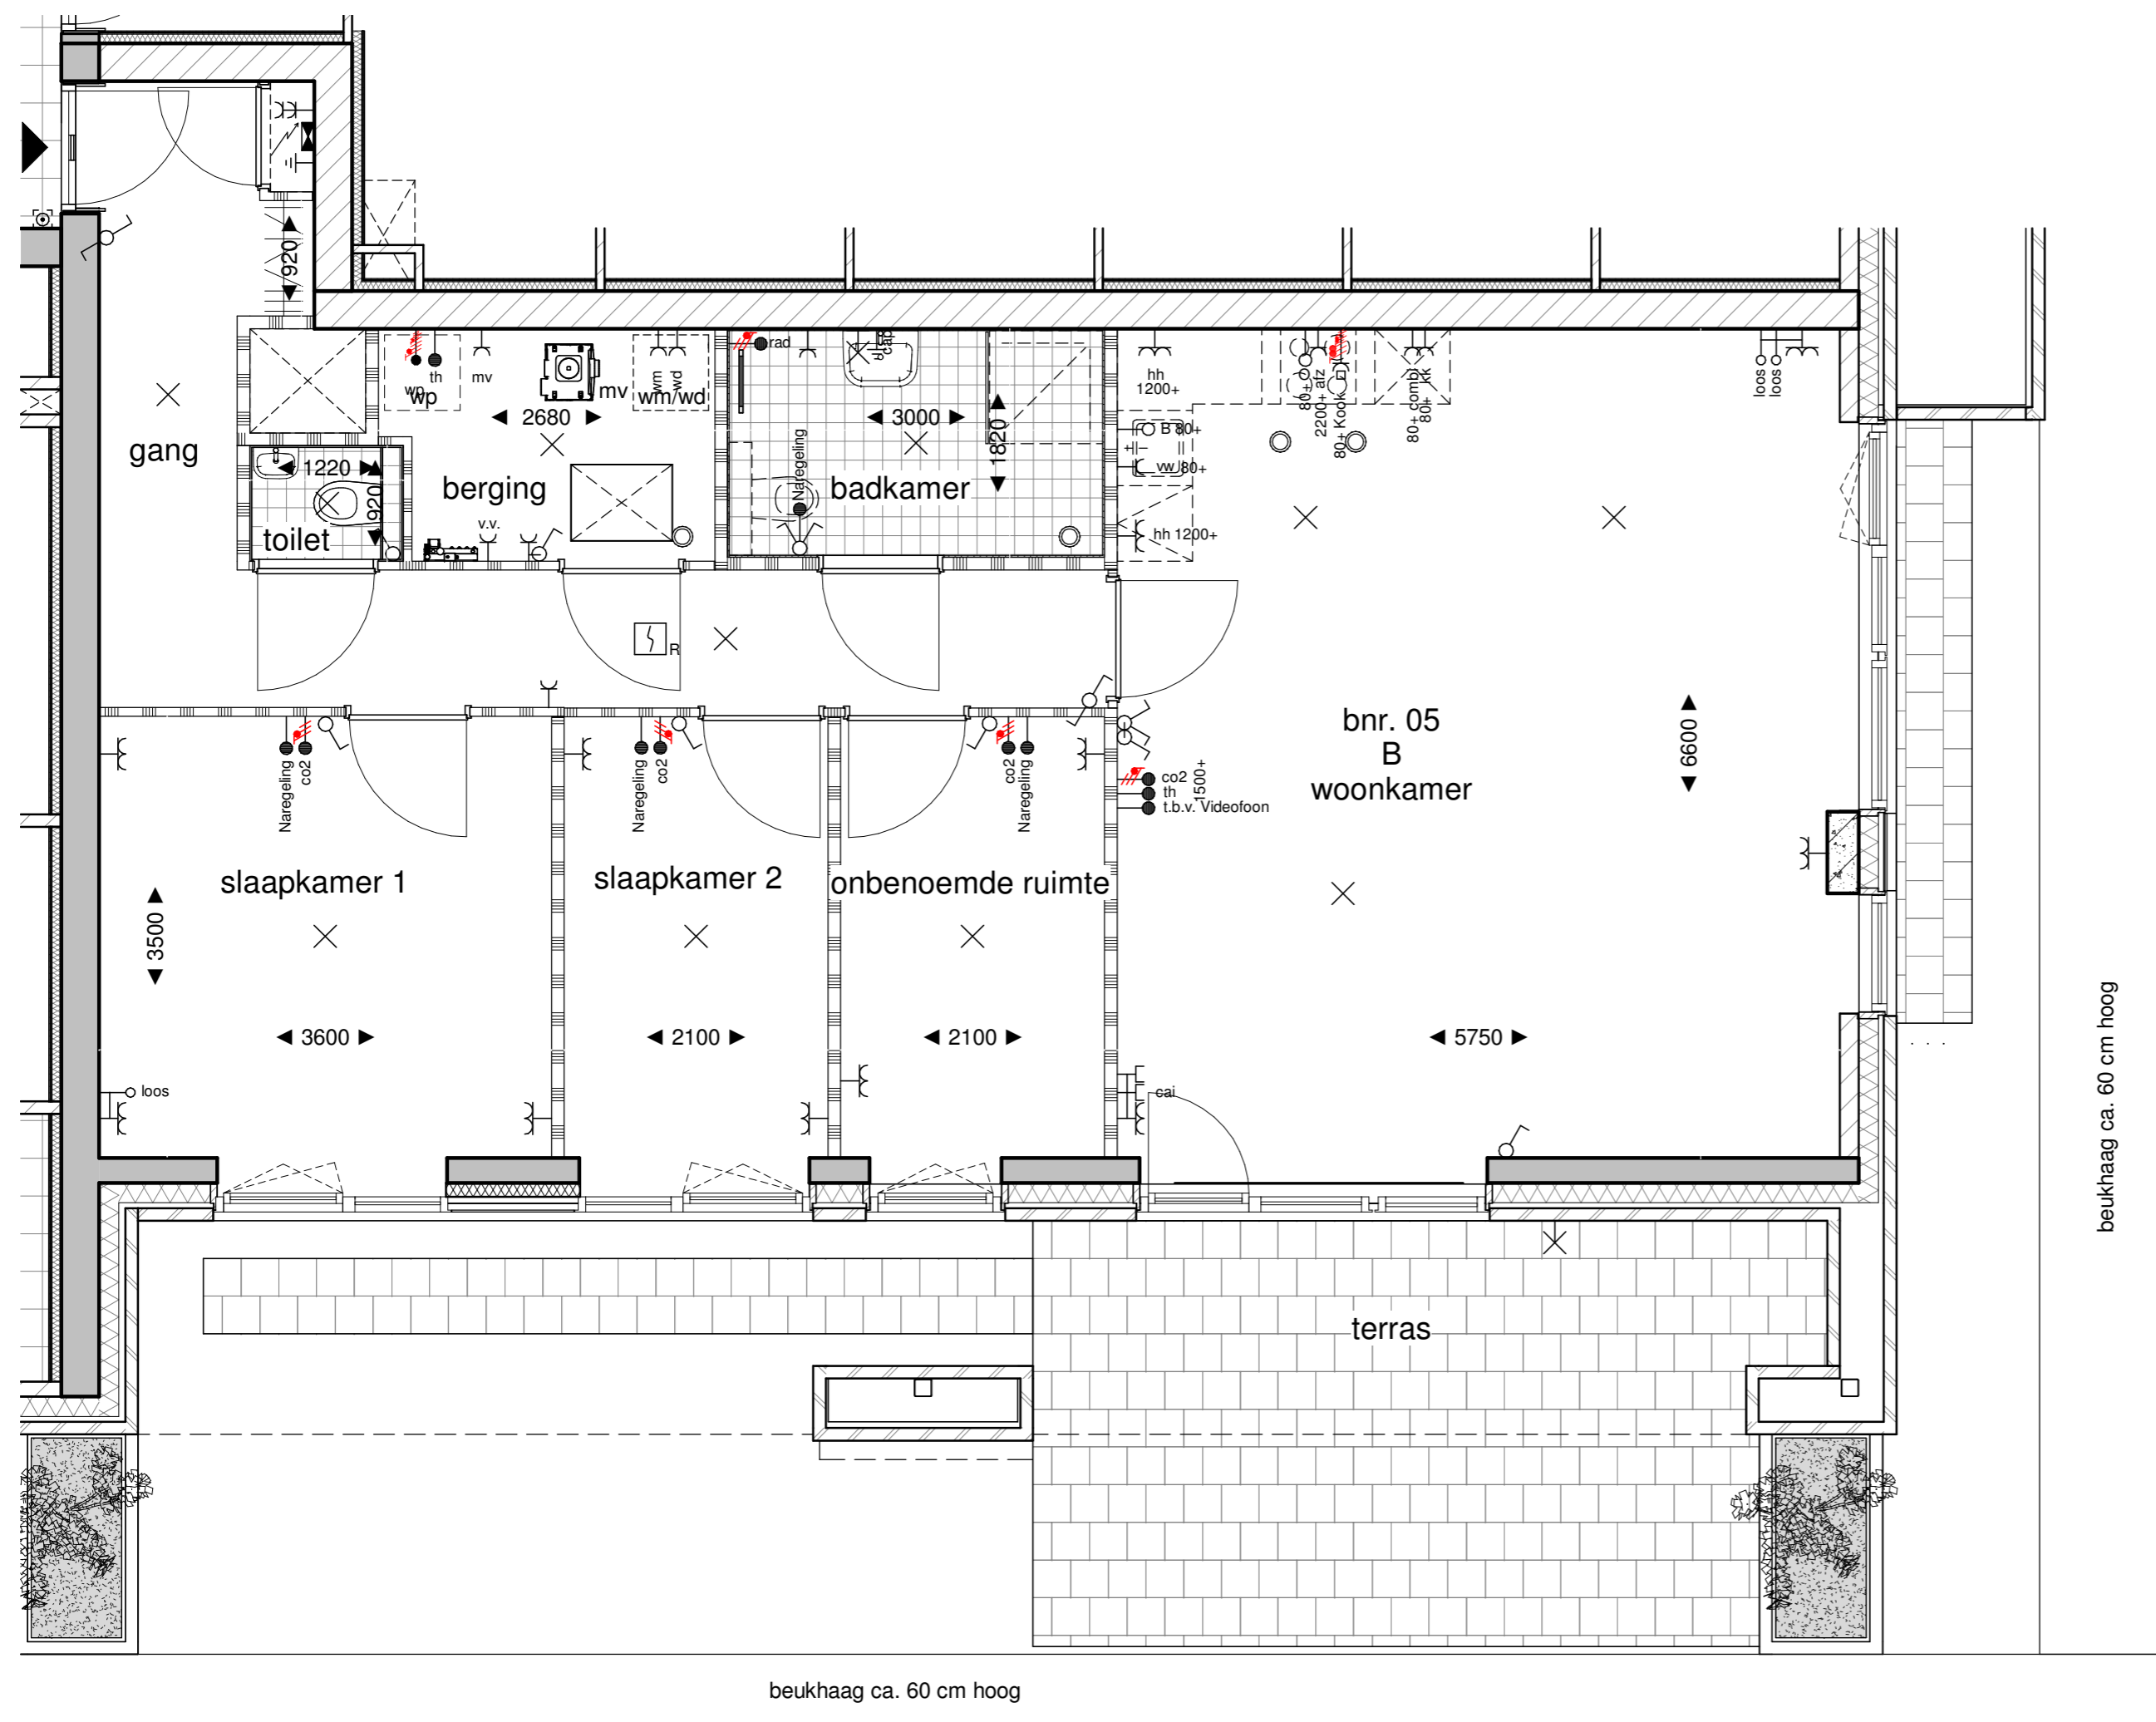 920
rad
cap
wp
wp
th
mv
mv
wm
wd
wm/wd
hh
1200+
80+
2200+ afz
80+ Kook
80+ combi
80+ kk
loos
loos
2680
3000
1820
B 80+
vw 80+
gang
1220
920
berging
Naregeling
badkamer
toilet
v.v.
hh 1200+
R
bnr. 05
B
woonkamer
6600
Naregeling
co2
Naregeling
co2
co2
Naregeling
co2
th
t.b.v. Videofoon
1500+
slaapkamer 1
slaapkamer 2
onbenoemde ruimte
3500
3600
2100
2100
5750
loos
cai
terras
beukhaag ca. 60 cm hoog
beukhaag ca. 60 cm hoog